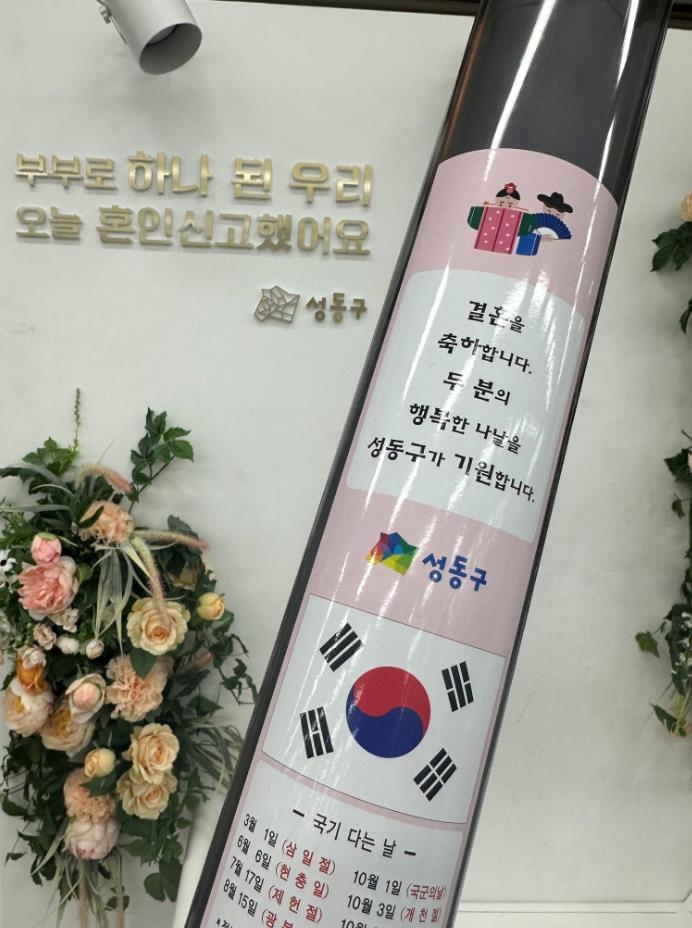 부부로 하나 된 우리
오늘 혼인신고했어요
성동구
결혼을
축하합니다.
두 분의
행복한 나날을
성동구가 기원합니다.
성동구
- 국기 다는 날 -
3월 1일 (삼일절) 10월 1일 (국군의날)
6월 6일 (현충일) 10월 3일 (개천절)
7월 17일 (제헌절)
8월 15일